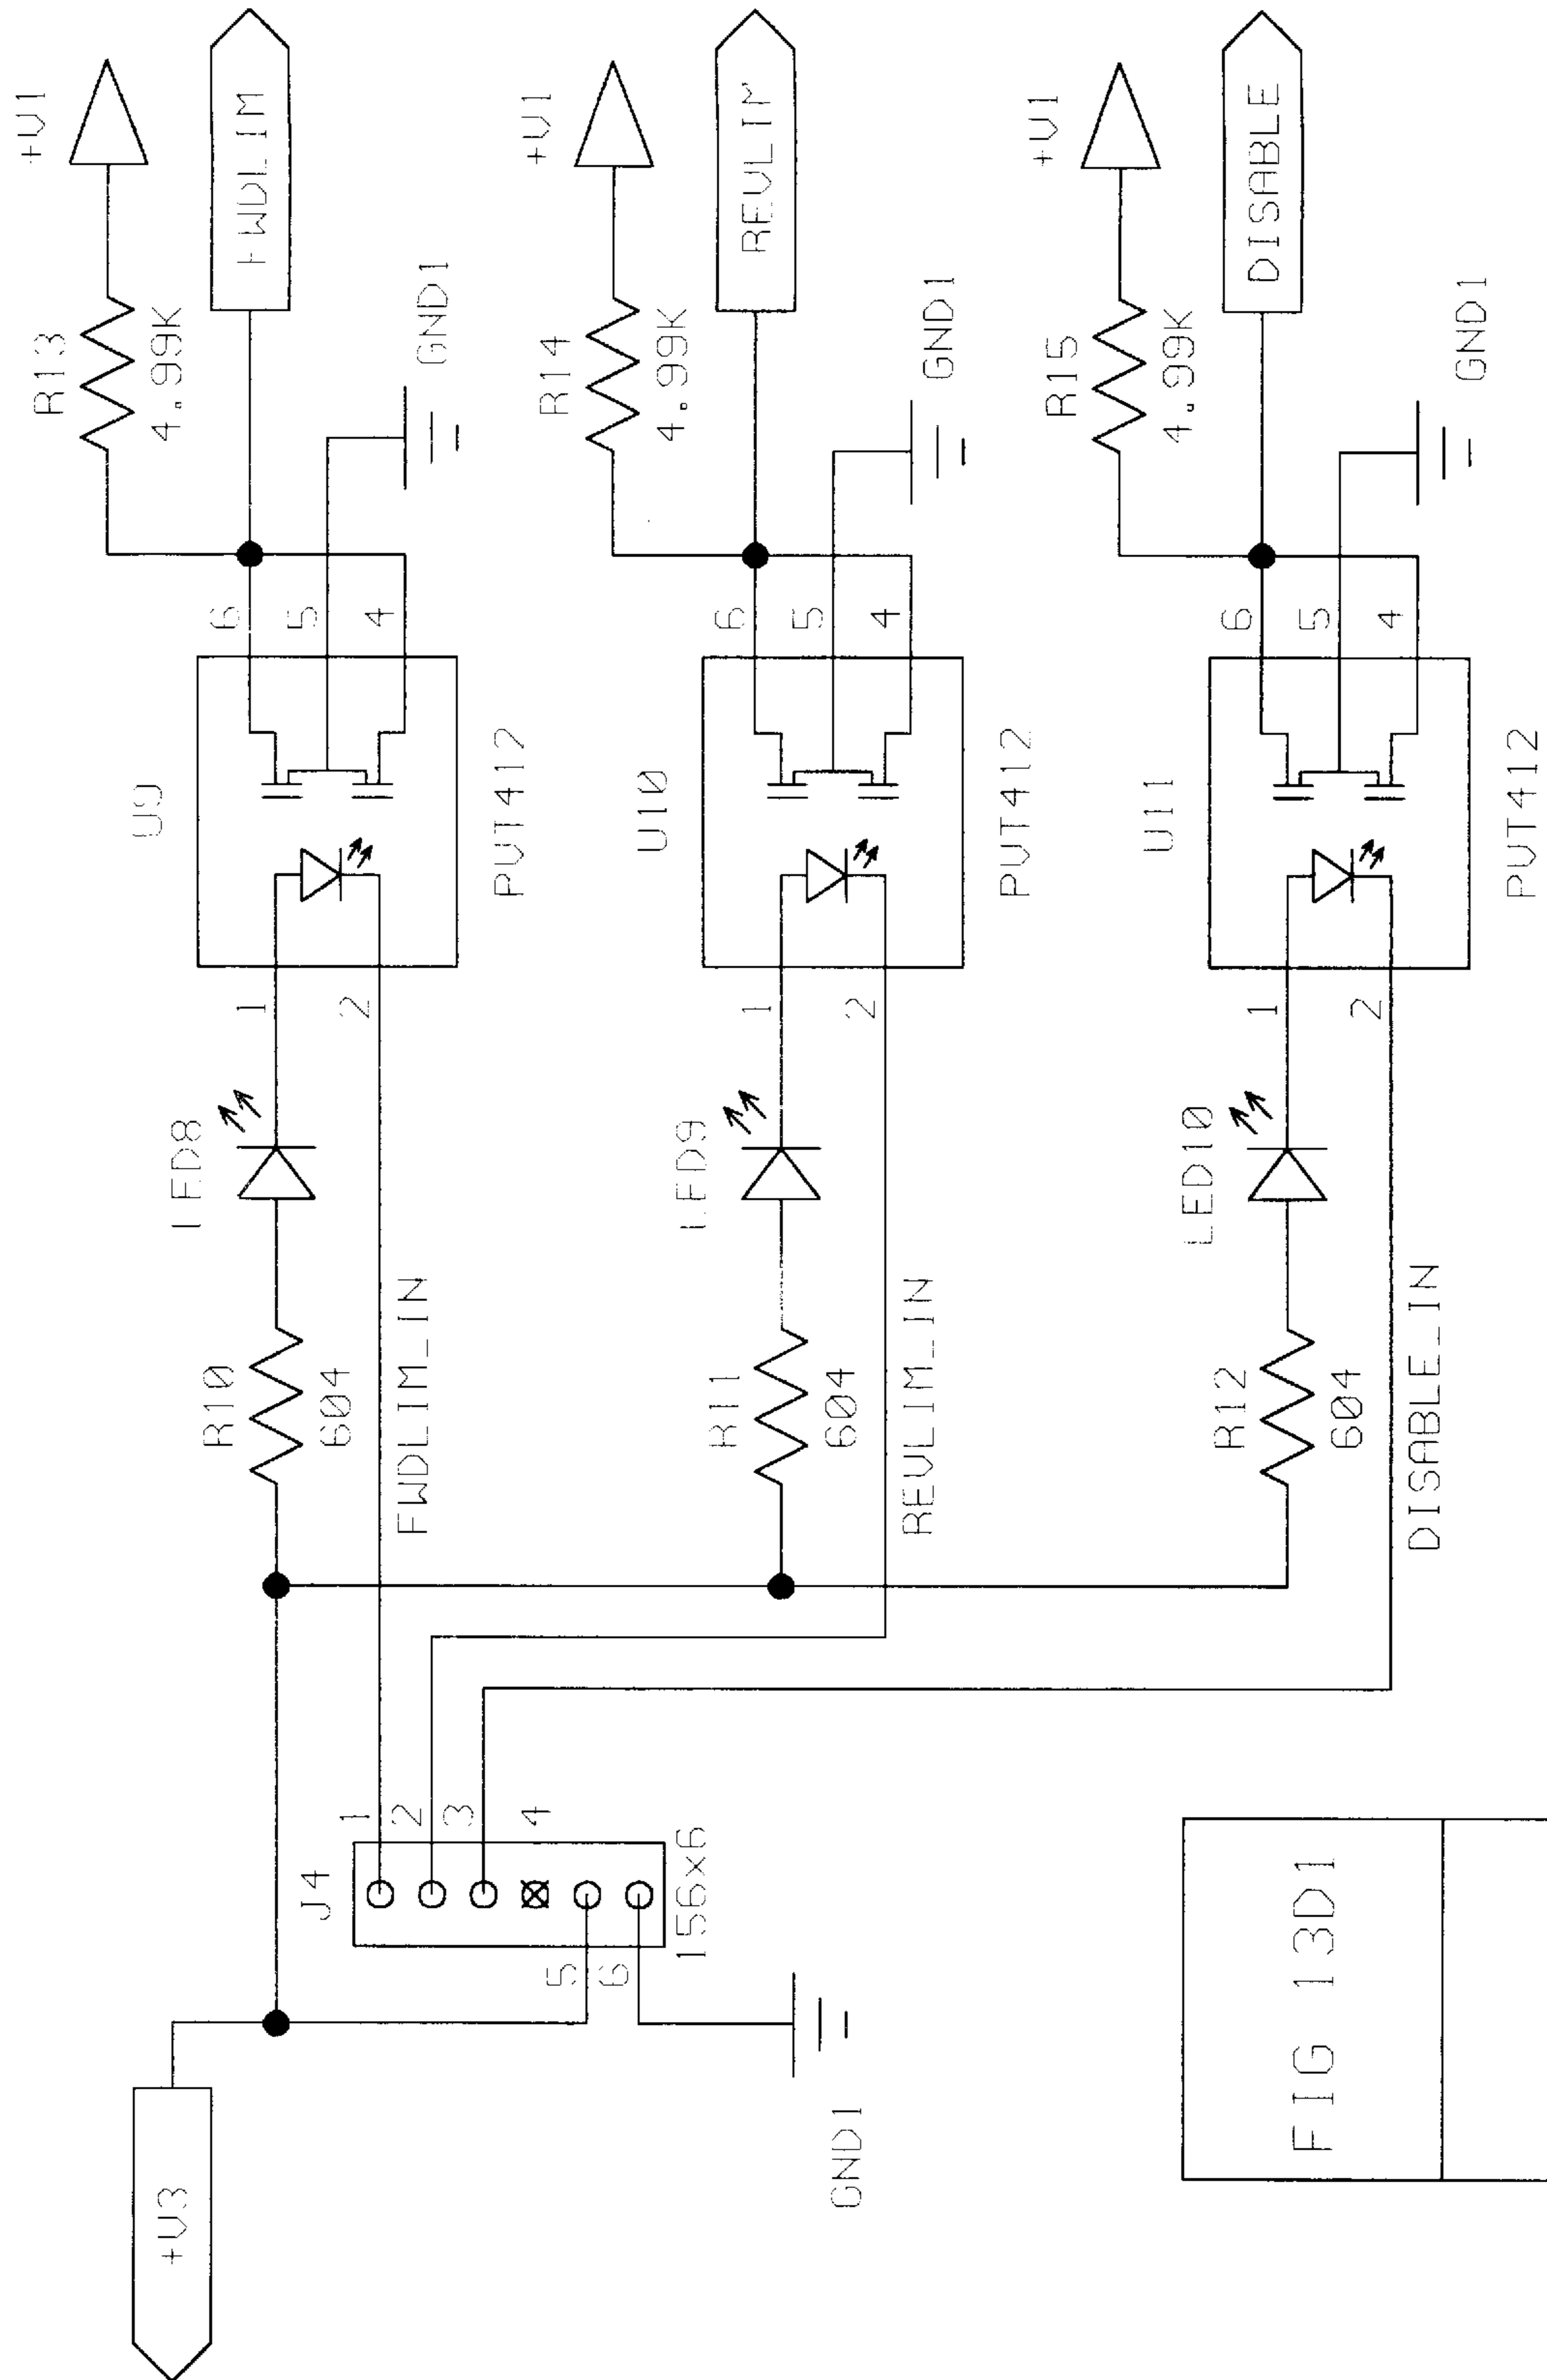 +V3
J4
1
2
3
4
5
6
156x6
GND1
R10
604
LED8
FWDLIM_IN
1
2
U9
PVT412
6
5
4
R13
4.99K
+V1
FWDLIM
GND1
R11
604
LED9
REVLIM_IN
1
2
U10
PVT412
6
5
4
R14
4.99K
+V1
REVLIM
GND1
R12
604
LED10
DISABLE_IN
1
2
U11
PVT412
6
5
4
R15
4.99K
+V1
DISABLE
GND1
FIG 13D1